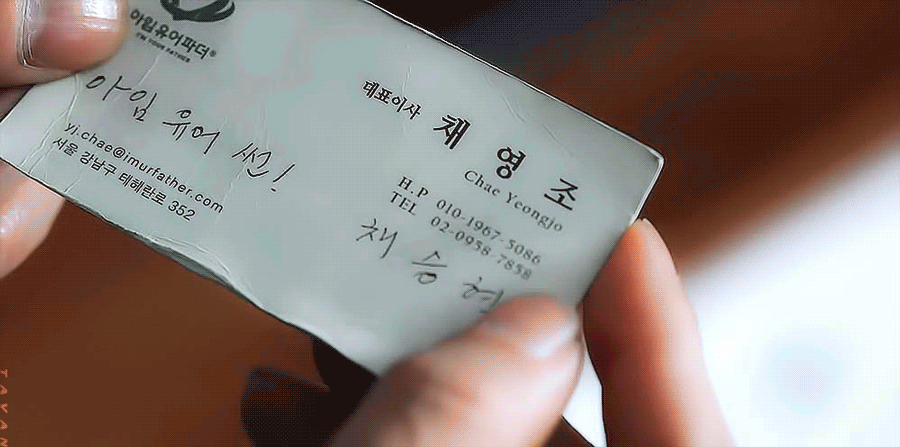 아임유어파더®
I'M YOUR FATHER
아임 유어 썬!
yj.chae@imurfather.com
서울 강남구 테헤란로 352
대표이사 채 영 조
Chae Yeongjo
H.P 010-1967-5086
TEL 02-0958-7858
채 승